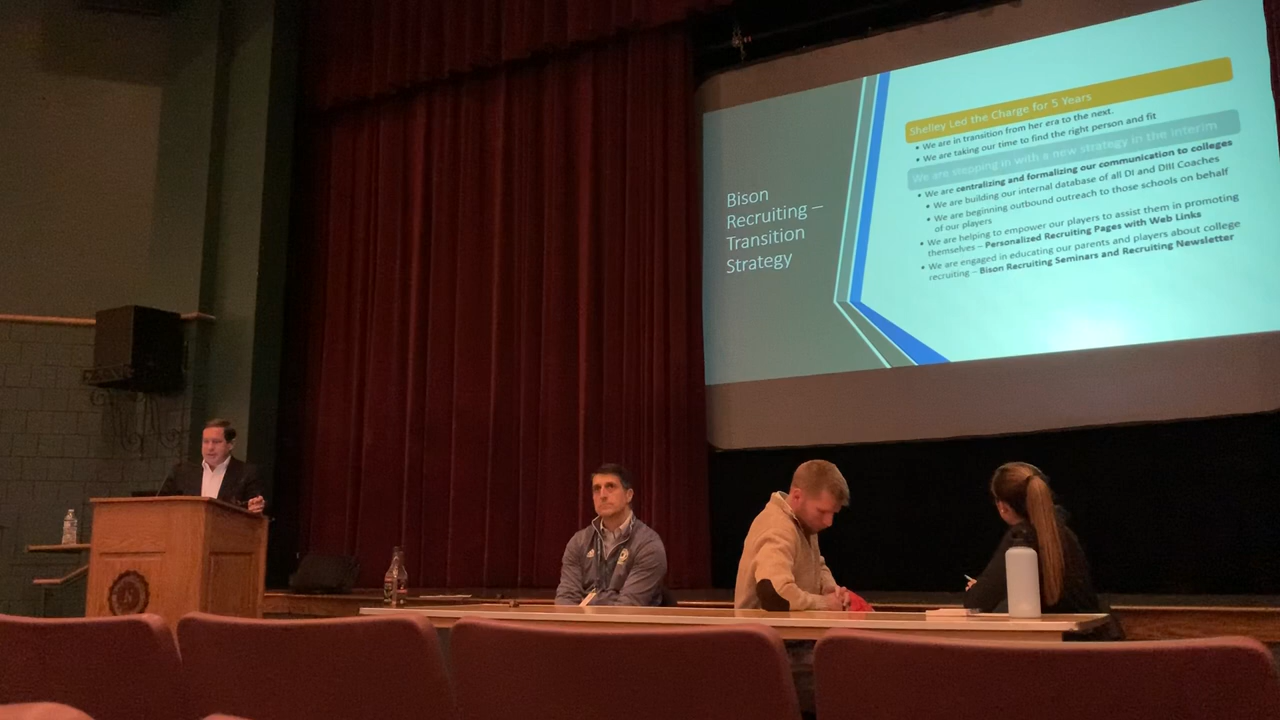 Bison
Recruiting –
Transition
Strategy
Shelley Led the Charge for 5 Years
• We are in transition from her era to the next.
• We are taking our time to find the right person and fit
We are stepping in with a new strategy in the interim
• We are centralizing and formalizing our communication to colleges
• We are building our internal database of all DI and DIII Coaches
• We are beginning outbound outreach to those schools on behalf
of our players
• We are helping to empower our players to assist them in promoting
themselves – Personalized Recruiting Pages with Web Links
• We are engaged in educating our parents and players about college
recruiting – Bison Recruiting Seminars and Recruiting Newsletter